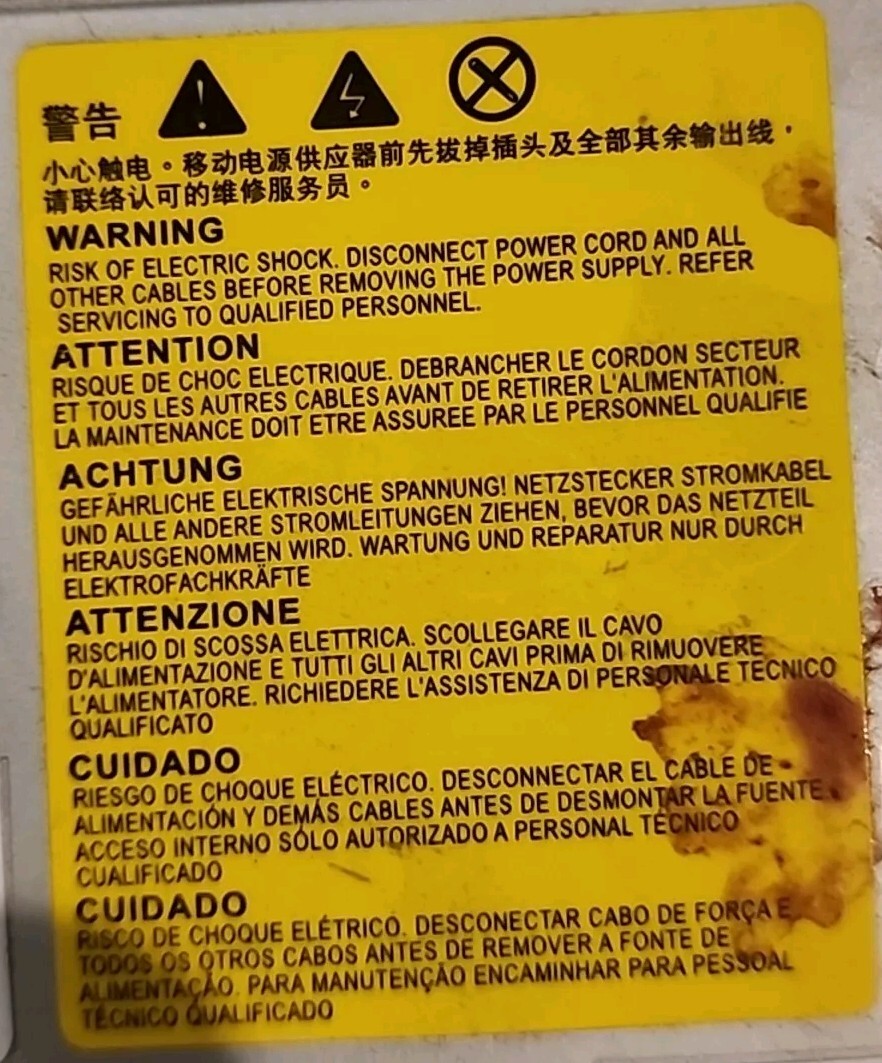 警告
小心触电。移动电源供应器前先拔掉插头及全部其余输出线，
请联络认可的维修服务员。
WARNING
RISK OF ELECTRIC SHOCK. DISCONNECT POWER CORD AND ALL
OTHER CABLES BEFORE REMOVING THE POWER SUPPLY. REFER
SERVICING TO QUALIFIED PERSONNEL.
ATTENTION
RISQUE DE CHOC ELECTRIQUE. DEBRANCHER LE CORDON SECTEUR
ET TOUS LES AUTRES CABLES AVANT DE RETIRER L'ALIMENTATION.
LA MAINTENANCE DOIT ETRE ASSUREE PAR LE PERSONNEL QUALIFIE
ACHTUNG
GEFÄHRLICHE ELEKTRISCHE SPANNUNG! NETZSTECKER STROMKABEL
UND ALLE ANDERE STROMLEITUNGEN ZIEHEN, BEVOR DAS NETZTEIL
HERAUSGENOMMEN WIRD. WARTUNG UND REPARATUR NUR DURCH
ELEKTROFACHKRÄFTE
ATTENZIONE
RISCHIO DI SCOSSA ELETTRICA. SCOLLEGARE IL CAVO
D'ALIMENTAZIONE E TUTTI GLI ALTRI CAVI PRIMA DI RIMUOVERE
L'ALIMENTATORE. RICHIEDERE L'ASSISTENZA DI PERSONALE TECNICO
QUALIFICATO
CUIDADO
RIESGO DE CHOQUE ELÉCTRICO. DESCONNECTAR EL CABLE DE
ALIMENTACIÓN Y DEMÁS CABLES ANTES DE DESMONTAR LA FUENTE.
ACCESO INTERNO SÓLO AUTORIZADO A PERSONAL TÉCNICO
CUALIFICADO
CUIDADO
RISCO DE CHOQUE ELÉTRICO. DESCONECTAR CABO DE FORÇA E
TODOS OS OTROS CABOS ANTES DE REMOVER A FONTE DE
ALIMENTAÇÃO. PARA MANUTENÇÃO ENCAMINHAR PARA PESSOAL
TÉCNICO QUALIFICADO